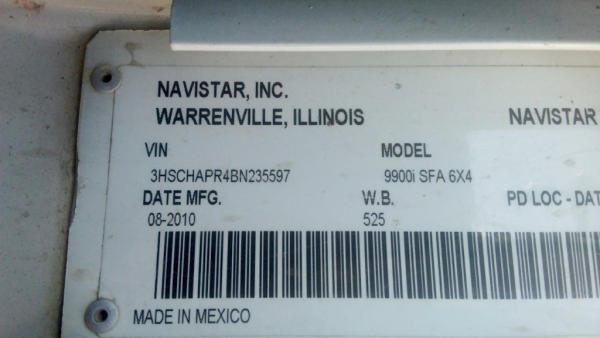 NAVISTAR, INC.
WARRENVILLE, ILLINOIS NAVISTAR
VIN MODEL
3HSCHAPR4BN235597 9900i SFA 6X4
DATE MFG. W.B. PD LOC - DAT
08-2010 525
MADE IN MEXICO